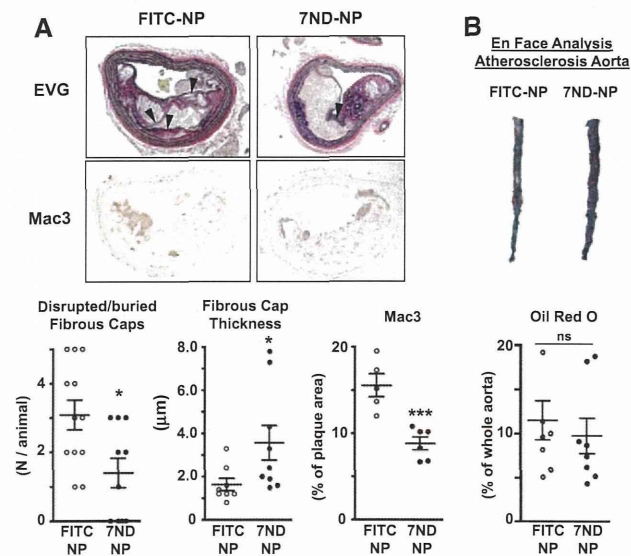 A
FITC-NP
7ND-NP
EVG
Mac3
B
En Face Analysis
Atherosclerosis Aorta
FITC-NP
7ND-NP
Disrupted/buried
Fibrous Caps
(N / animal)
4
2
0
*
FITC
NP
7ND
NP
Fibrous Cap
Thickness
(μm)
8.0
6.0
4.0
2.0
0
*
FITC
NP
7ND
NP
Mac3
(% of plaque area)
20
10
0
***
FITC
NP
7ND
NP
Oil Red O
(% of whole aorta)
20
15
10
5
0
ns
FITC
NP
7ND
NP